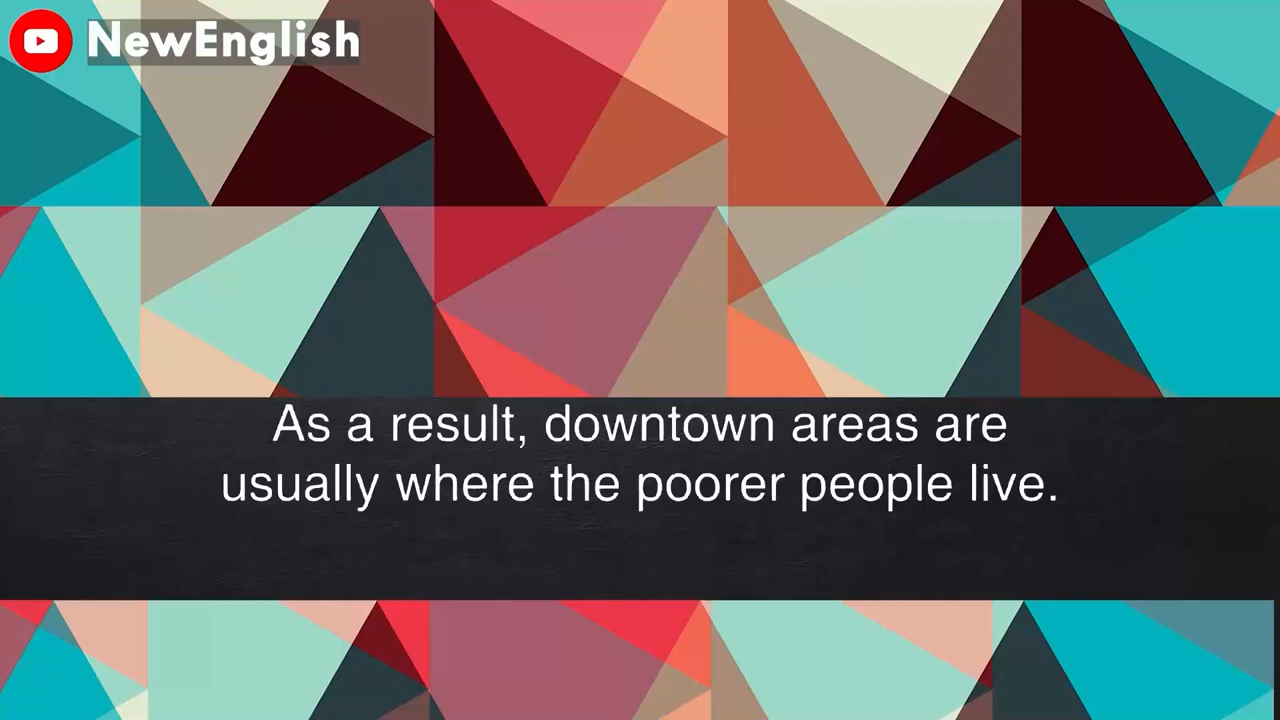 NewEnglish
As a result, downtown areas are
usually where the poorer people live.